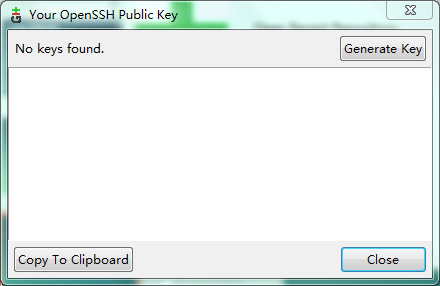 Your OpenSSH Public Key
No keys found.
Generate Key
Copy To Clipboard
Close